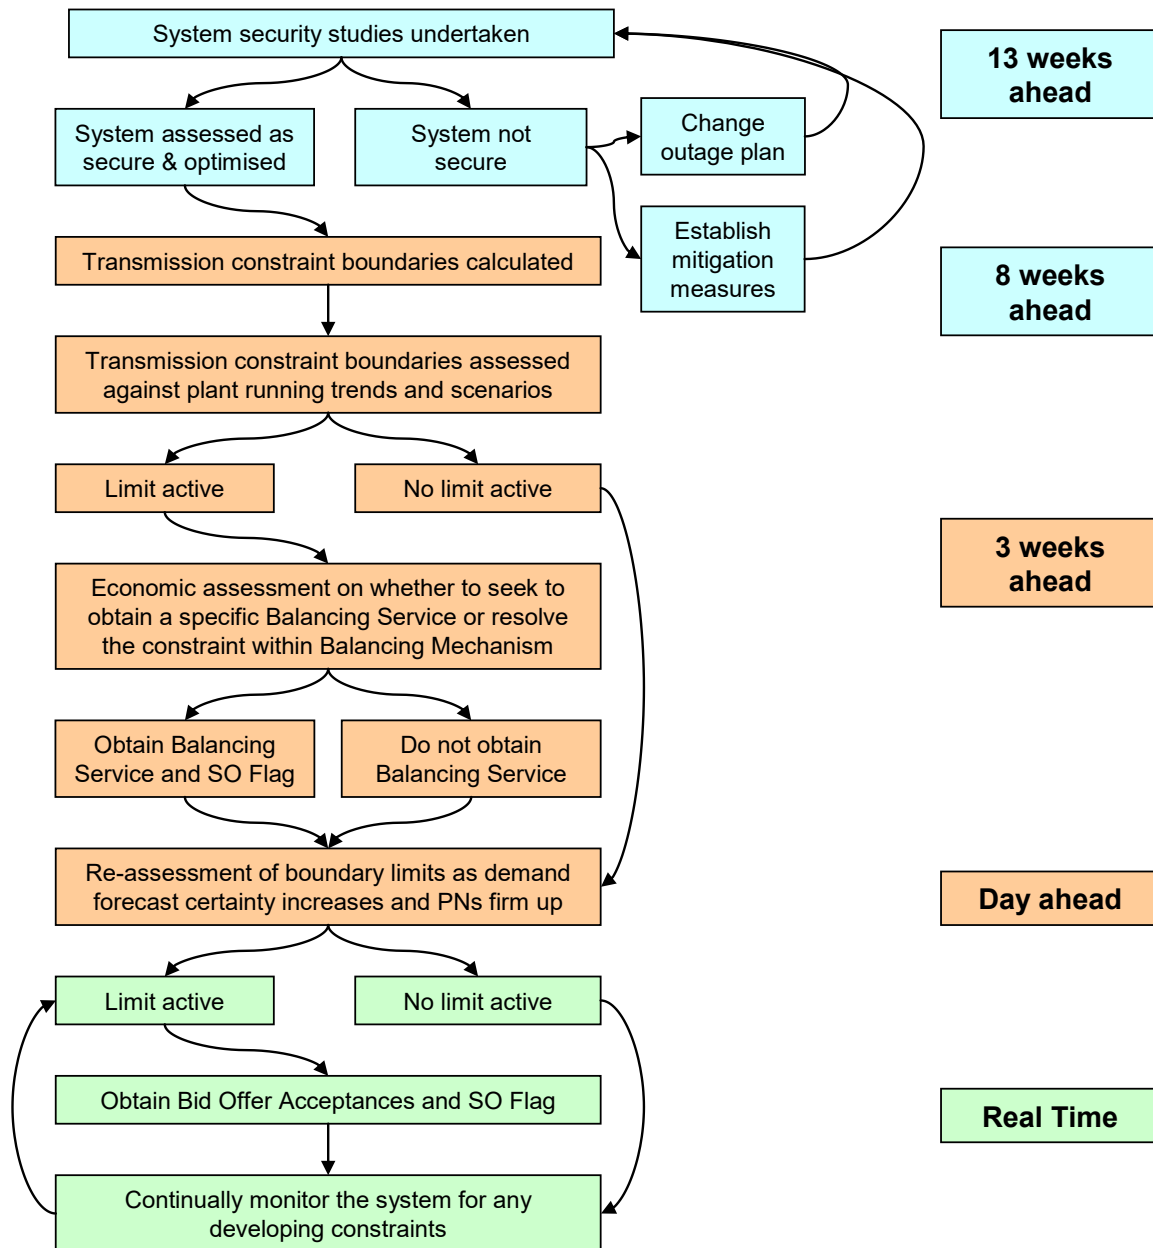 System security studies undertaken
13 weeks
ahead
System assessed as
secure & optimised
System not
secure
Change
outage plan
Establish
mitigation
measures
Transmission constraint boundaries calculated
8 weeks
ahead
Transmission constraint boundaries assessed
against plant running trends and scenarios
Limit active
No limit active
3 weeks
ahead
Economic assessment on whether to seek to
obtain a specific Balancing Service or resolve
the constraint within Balancing Mechanism
Obtain Balancing
Service and SO Flag
Do not obtain
Balancing Service
Re-assessment of boundary limits as demand
forecast certainty increases and PNs firm up
Day ahead
Limit active
No limit active
Obtain Bid Offer Acceptances and SO Flag
Real Time
Continually monitor the system for any
developing constraints